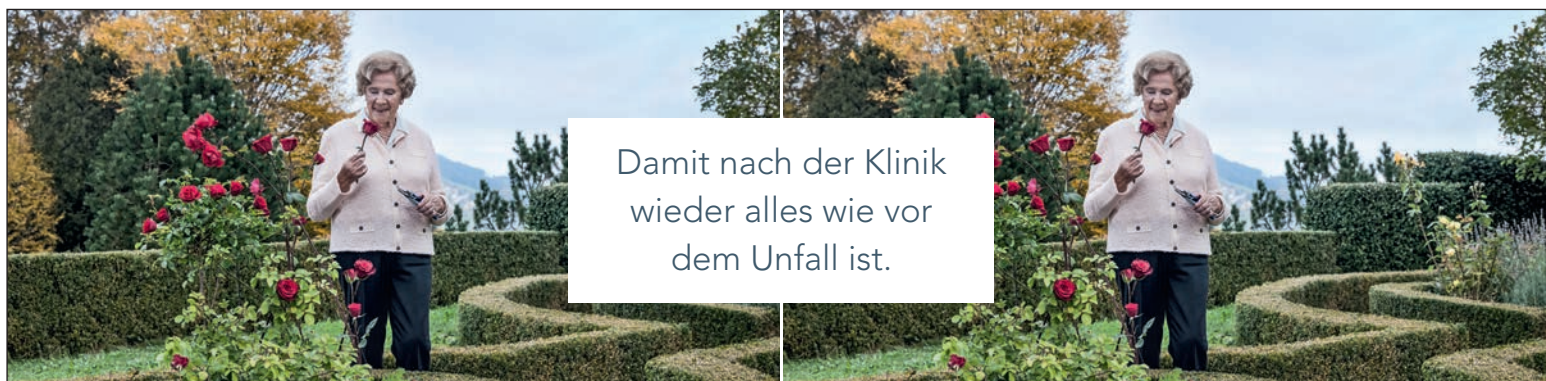 Damit nach der Klinik
wieder alles wie vor
dem Unfall ist.